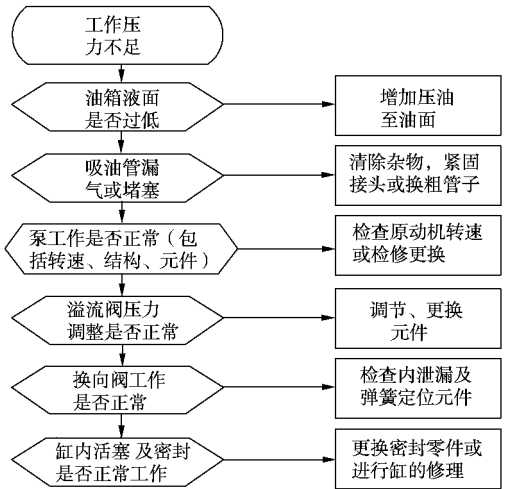 工作压
力不足
油箱液面
是否过低
增加压油
至油面
吸油管漏
气或堵塞
清除杂物，紧固
接头或换粗管子
泵工作是否正常（包
括转速、结构、元件）
检查原动机转速
或检修更换
溢流阀压力
调整是否正常
调节、更换
元件
换向阀工作
是否正常
检查内泄漏及
弹簧定位元件
缸内活塞及密封
是否正常工作
更换密封零件或
进行缸的修理